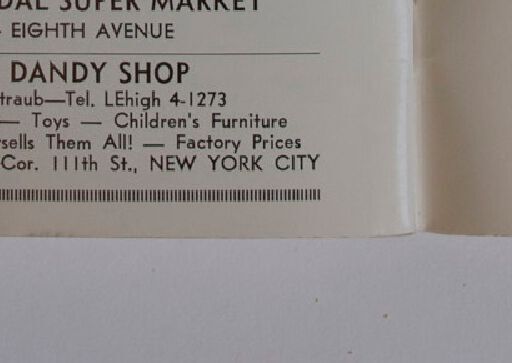 SUPER MARKET
EIGHTH AVENUE
DANDY SHOP
traub—Tel. LEhigh 4-1273
— Toys — Children's Furniture
sells Them All! — Factory Prices
Cor. 111th St., NEW YORK CITY